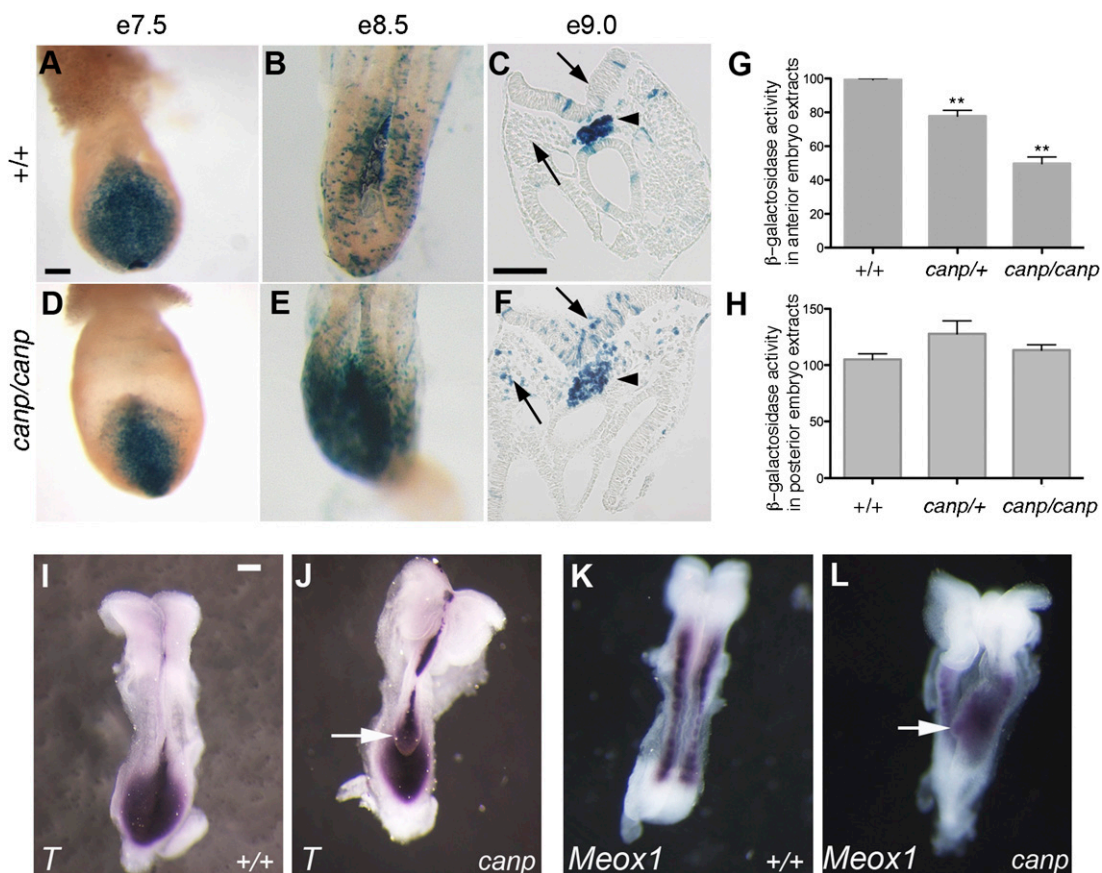 e7.5 e8.5 e9.0
A B C
+/+
D E F
canp/canp
G
β-galactosidase activity
in anterior embryo extracts
100
80
60
40
20
0
**
**
+/+ canp/+ canp/canp
H
β-galactosidase activity
in posterior embryo extracts
150
100
50
0
+/+ canp/+ canp/canp
I J K L
T +/+ T canp Meox1 +/+ Meox1 canp